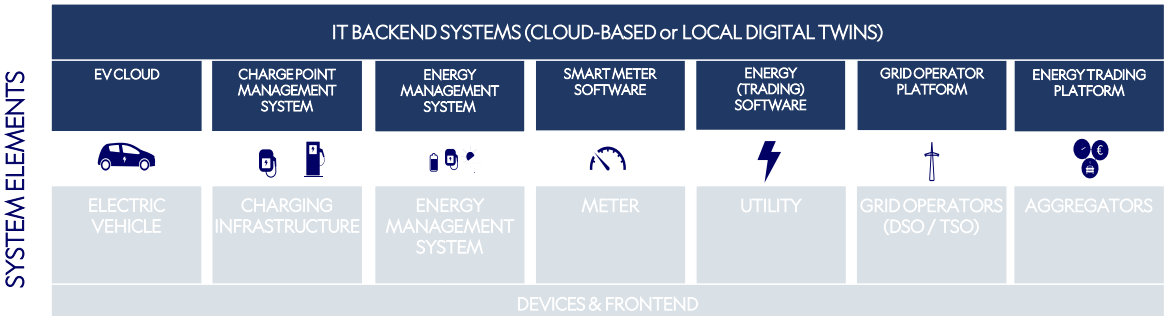 SYSTEM ELEMENTS
IT BACKEND SYSTEMS (CLOUD-BASED or LOCAL DIGITAL TWINS)
EV CLOUD
CHARGE POINT
MANAGEMENT
SYSTEM
ENERGY
MANAGEMENT
SYSTEM
SMART METER
SOFTWARE
ENERGY
(TRADING)
SOFTWARE
GRID OPERATOR
PLATFORM
ENERGY TRADING
PLATFORM
€
ELECTRIC
VEHICLE
CHARGING
INFRASTRUCTURE
ENERGY
MANAGEMENT
SYSTEM
METER
UTILITY
GRID OPERATORS
(DSO / TSO)
AGGREGATORS
DEVICES & FRONTEND